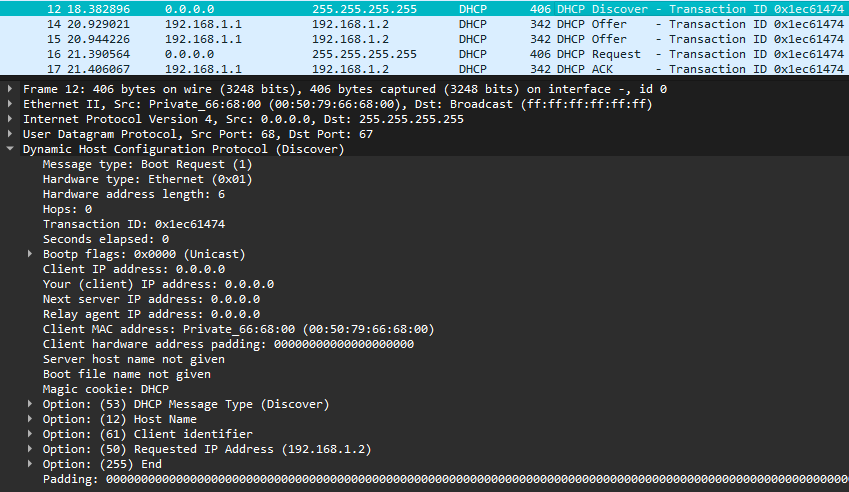 12 18.382896 0.0.0.0 255.255.255.255 DHCP 406 DHCP Discover - Transaction ID 0x1ec61474
14 20.929021 192.168.1.1 192.168.1.2 DHCP 342 DHCP Offer - Transaction ID 0x1ec61474
15 20.944226 192.168.1.1 192.168.1.2 DHCP 342 DHCP Offer - Transaction ID 0x1ec61474
16 21.390564 0.0.0.0 255.255.255.255 DHCP 406 DHCP Request - Transaction ID 0x1ec61474
17 21.406067 192.168.1.1 192.168.1.2 DHCP 342 DHCP ACK - Transaction ID 0x1ec61474
Frame 12: 406 bytes on wire (3248 bits), 406 bytes captured (3248 bits) on interface -, id 0
Ethernet II, Src: Private_66:68:00 (00:50:79:66:68:00), Dst: Broadcast (ff:ff:ff:ff:ff:ff)
Internet Protocol Version 4, Src: 0.0.0.0, Dst: 255.255.255.255
User Datagram Protocol, Src Port: 68, Dst Port: 67
Dynamic Host Configuration Protocol (Discover)
Message type: Boot Request (1)
Hardware type: Ethernet (0x01)
Hardware address length: 6
Hops: 0
Transaction ID: 0x1ec61474
Seconds elapsed: 0
Bootp flags: 0x0000 (Unicast)
Client IP address: 0.0.0.0
Your (client) IP address: 0.0.0.0
Next server IP address: 0.0.0.0
Relay agent IP address: 0.0.0.0
Client MAC address: Private_66:68:00 (00:50:79:66:68:00)
Client hardware address padding: 00000000000000000000
Server host name not given
Boot file name not given
Magic cookie: DHCP
Option: (53) DHCP Message Type (Discover)
Option: (12) Host Name
Option: (61) Client identifier
Option: (50) Requested IP Address (192.168.1.2)
Option: (255) End
Padding: 0000000000000000000000000000000000000000000000000000000000000000000000000000000000000000000000000000000000